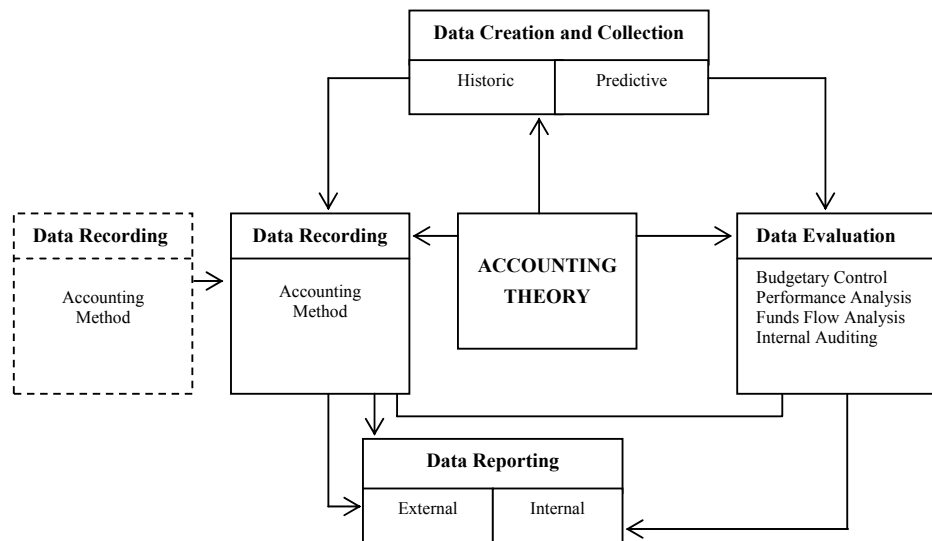 Data Creation and Collection
Historic
Predictive
Data Recording
Accounting
Method
Data Recording
Accounting
Method
ACCOUNTING
THEORY
Data Evaluation
Budgetary Control
Performance Analysis
Funds Flow Analysis
Internal Auditing
Data Reporting
External
Internal